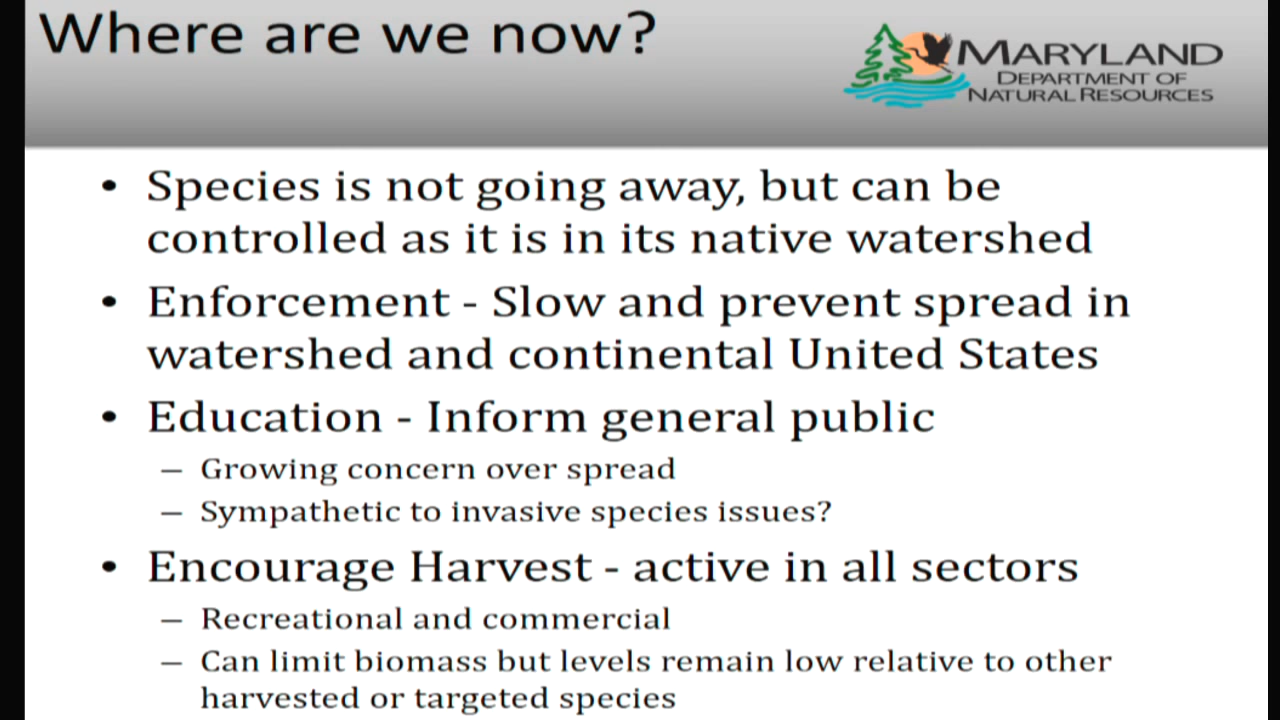 Where are we now?
MARYLAND
DEPARTMENT OF
NATURAL RESOURCES
• Species is not going away, but can be
controlled as it is in its native watershed
• Enforcement - Slow and prevent spread in
watershed and continental United States
• Education - Inform general public
– Growing concern over spread
– Sympathetic to invasive species issues?
• Encourage Harvest - active in all sectors
– Recreational and commercial
– Can limit biomass but levels remain low relative to other
harvested or targeted species